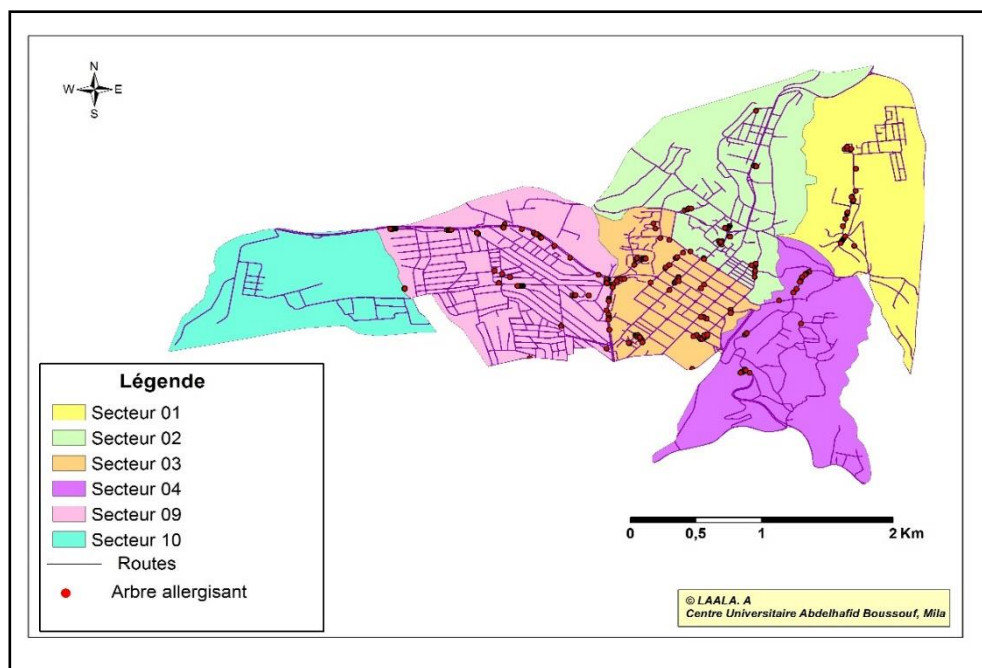 N
W E
S
Légende
Secteur 01
Secteur 02
Secteur 03
Secteur 04
Secteur 09
Secteur 10
Routes
Arbre allergisant
0 0,5 1 2 Km
© LAALA. A
Centre Universitaire Abdelhafid Boussouf, Mila